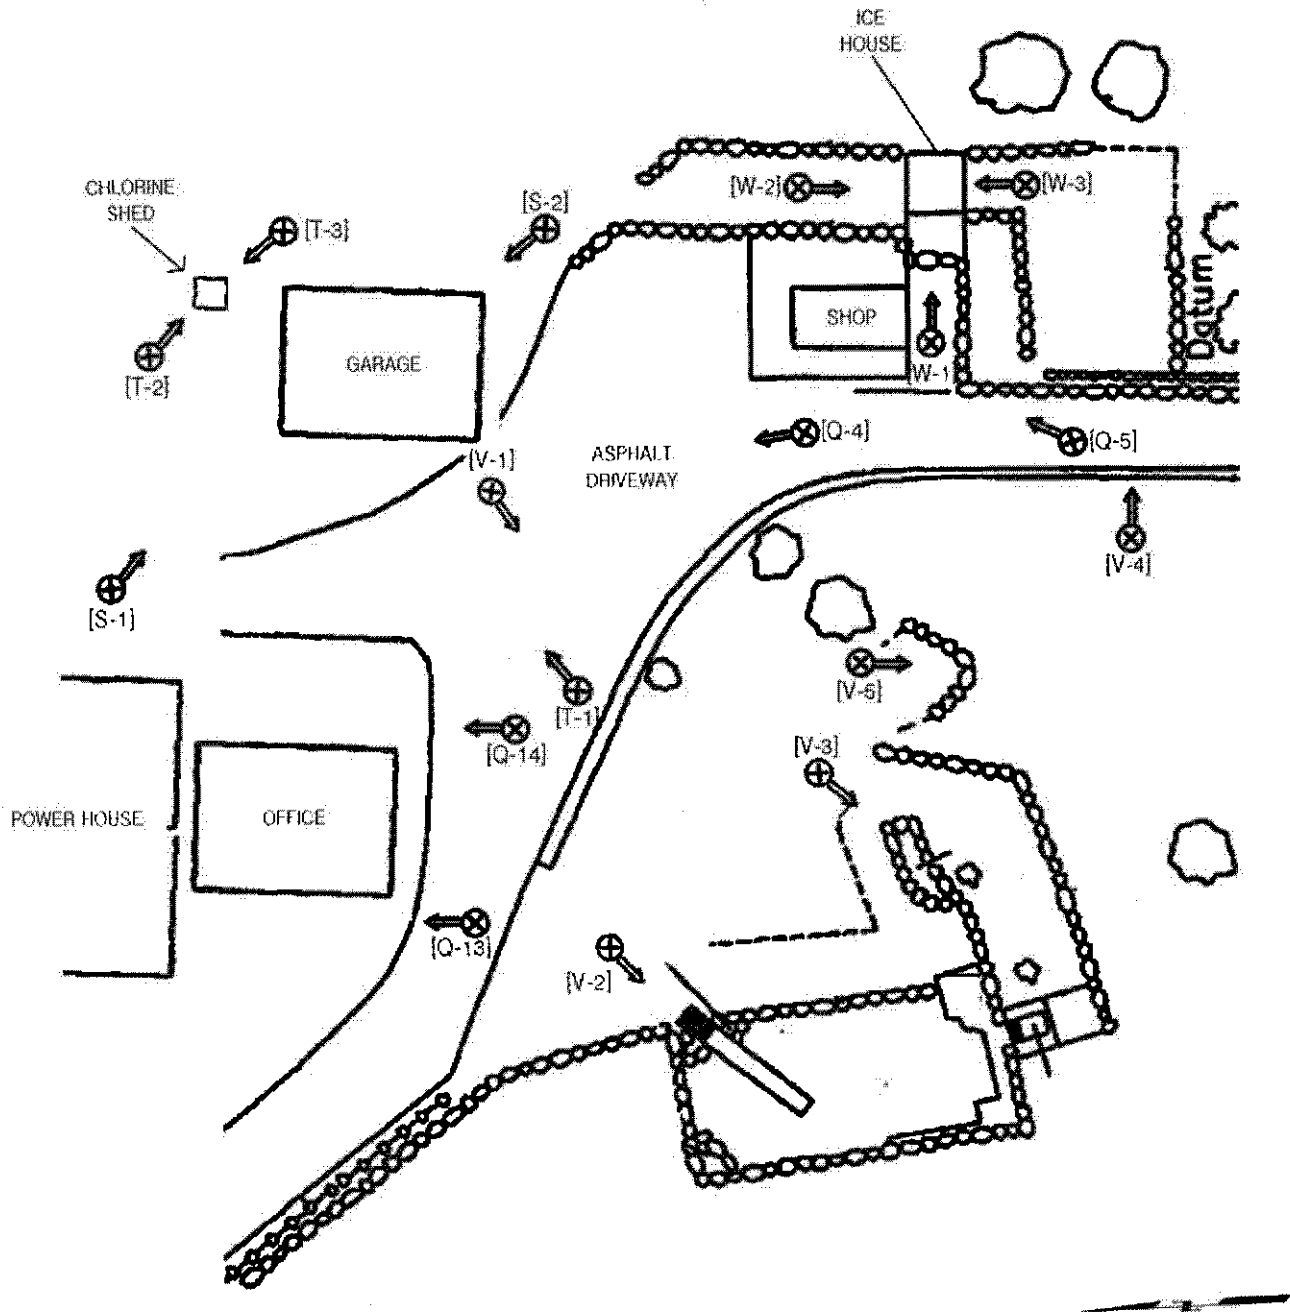 ICE
HOUSE
CHLORINE
SHED
[T-3]
[S-2]
[W-2]
[W-3]
SHOP
Datum
GARAGE
[T-2]
[W-1
[V-1]
ASPHALT
DRIVEWAY
[Q-4]
[Q-5]
[V-4]
[S-1]
[T-1]
[Q-14]
[V-6]
[V-3]
POWER HOUSE
OFFICE
[Q-13]
[V-2]